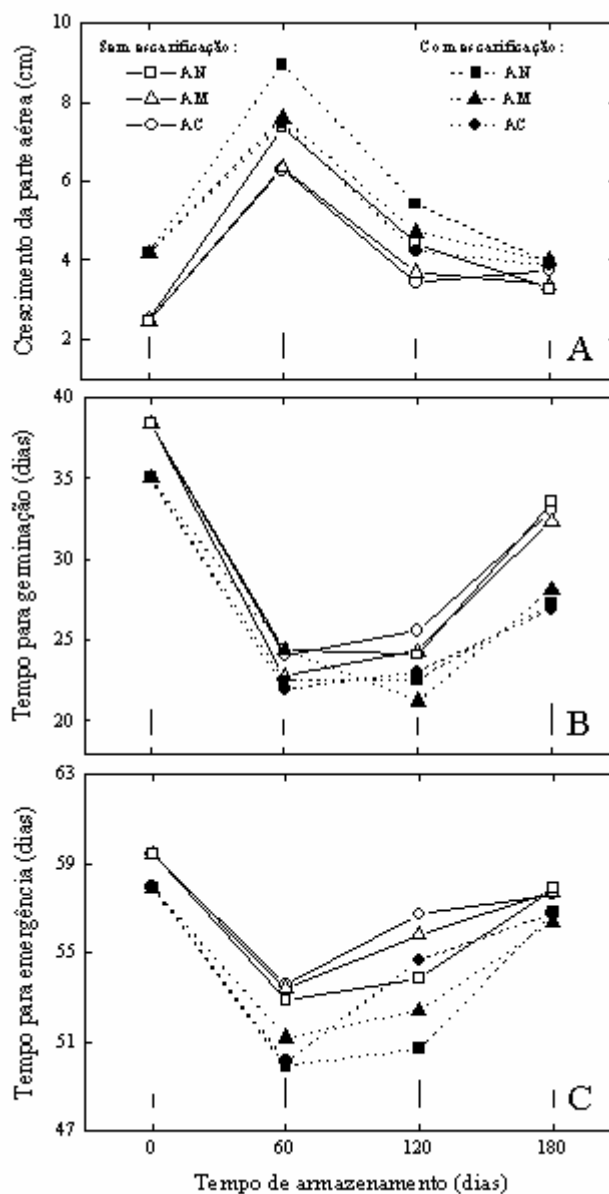 Crescimento da parte aérea (cm)
10
8
6
4
2
Sem escarificação:
AN
AM
AC
Com escarificação:
AN
AM
AC
A
Tempo para germinação (dias)
40
35
30
25
20
B
Tempo para emergência (dias)
63
59
55
51
47
C
0 60 120 180
Tempo de armazenamento (dias)